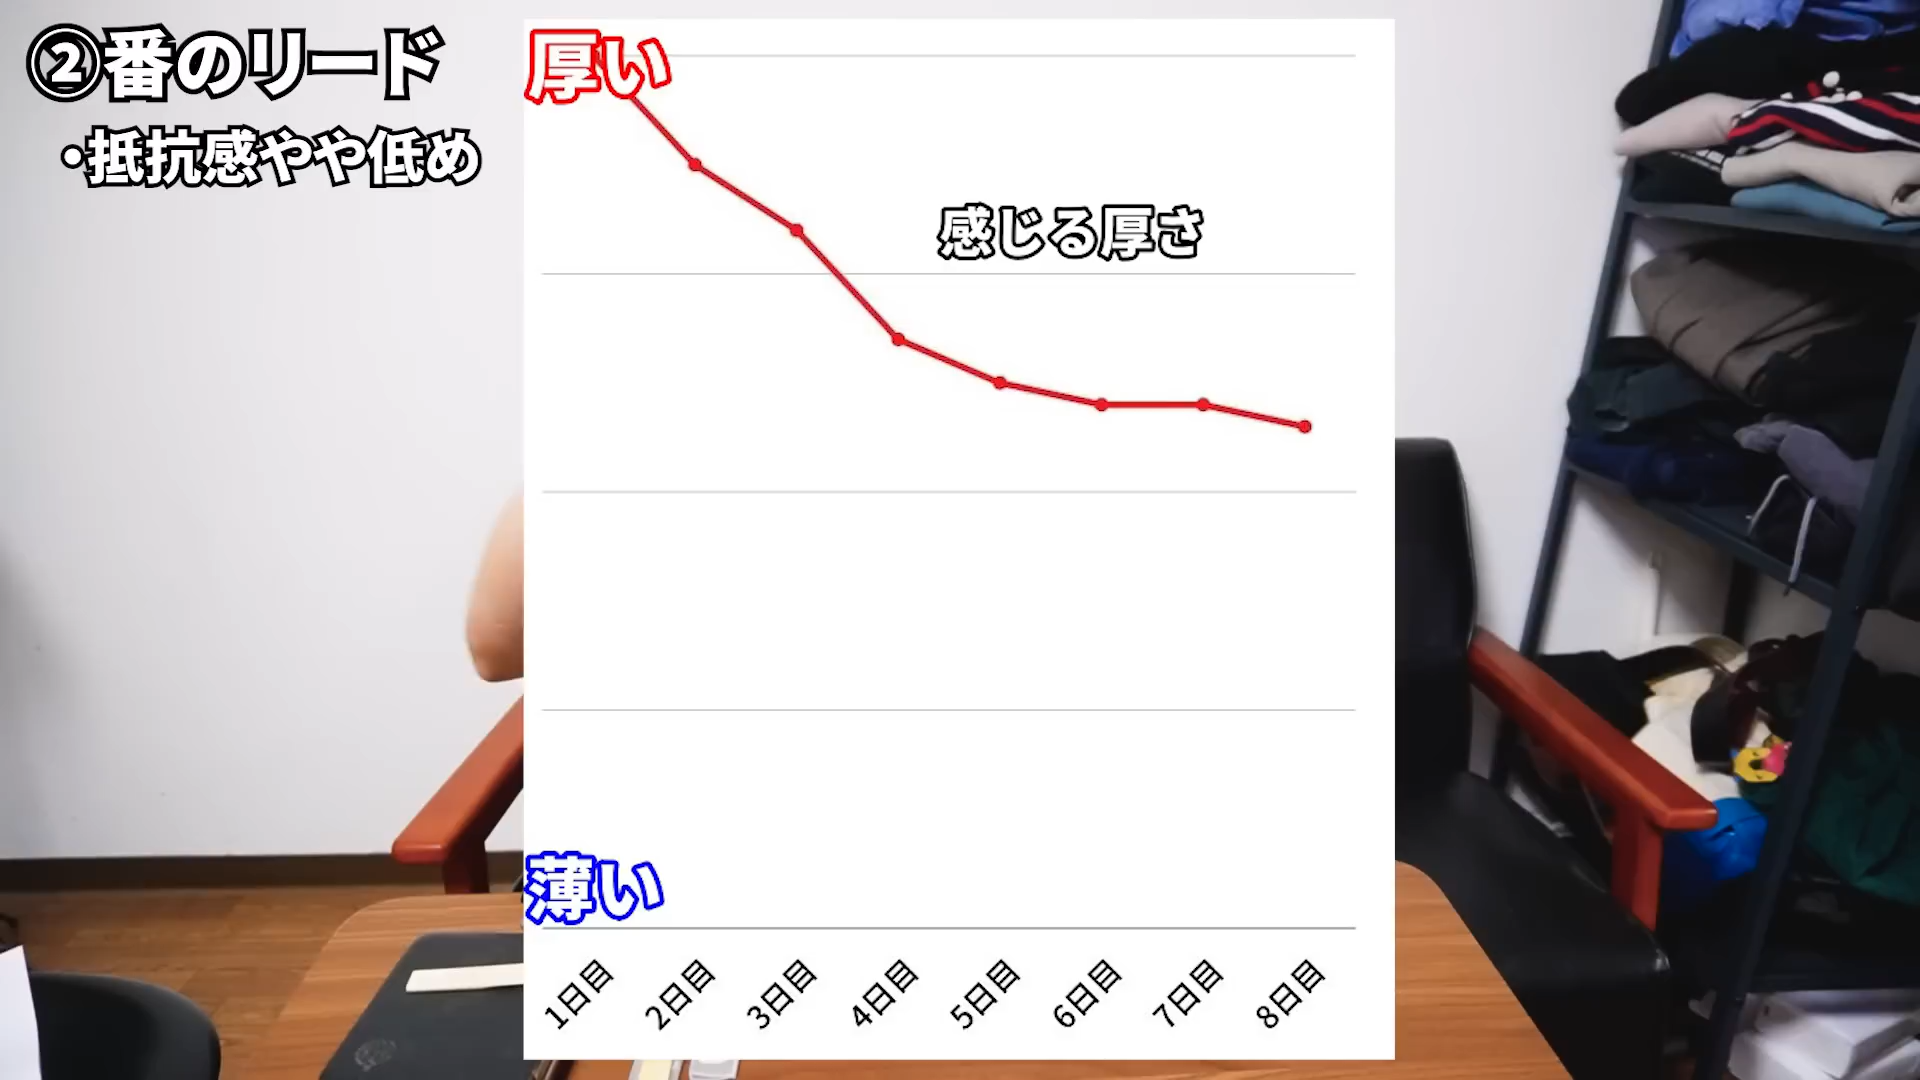 ②番のリード
・抵抗感やや低め
厚い
感じる厚さ
薄い
1日目
2日目
3日目
4日目
5日目
6日目
7日目
8日目